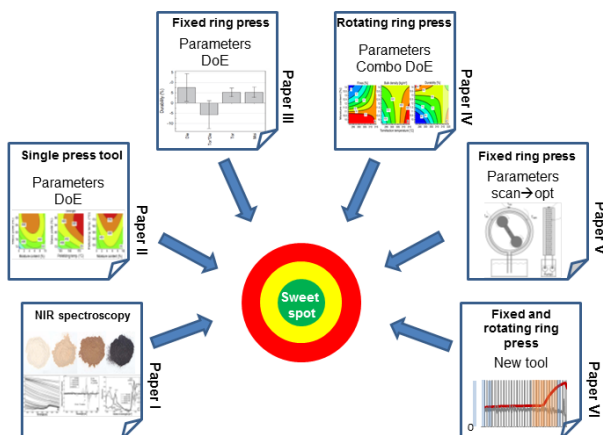 Fixed ring press
Parameters
DoE
Durability (%)
Paper III
Rotating ring press
Parameters
Combo DoE
Paper IV
Single press tool
Parameters
DoE
Paper II
Fixed ring press
Parameters
scan→opt
Paper V
Sweet
spot
NIR spectroscopy
Paper I
Fixed and
rotating ring
press
New tool
0
Paper VI